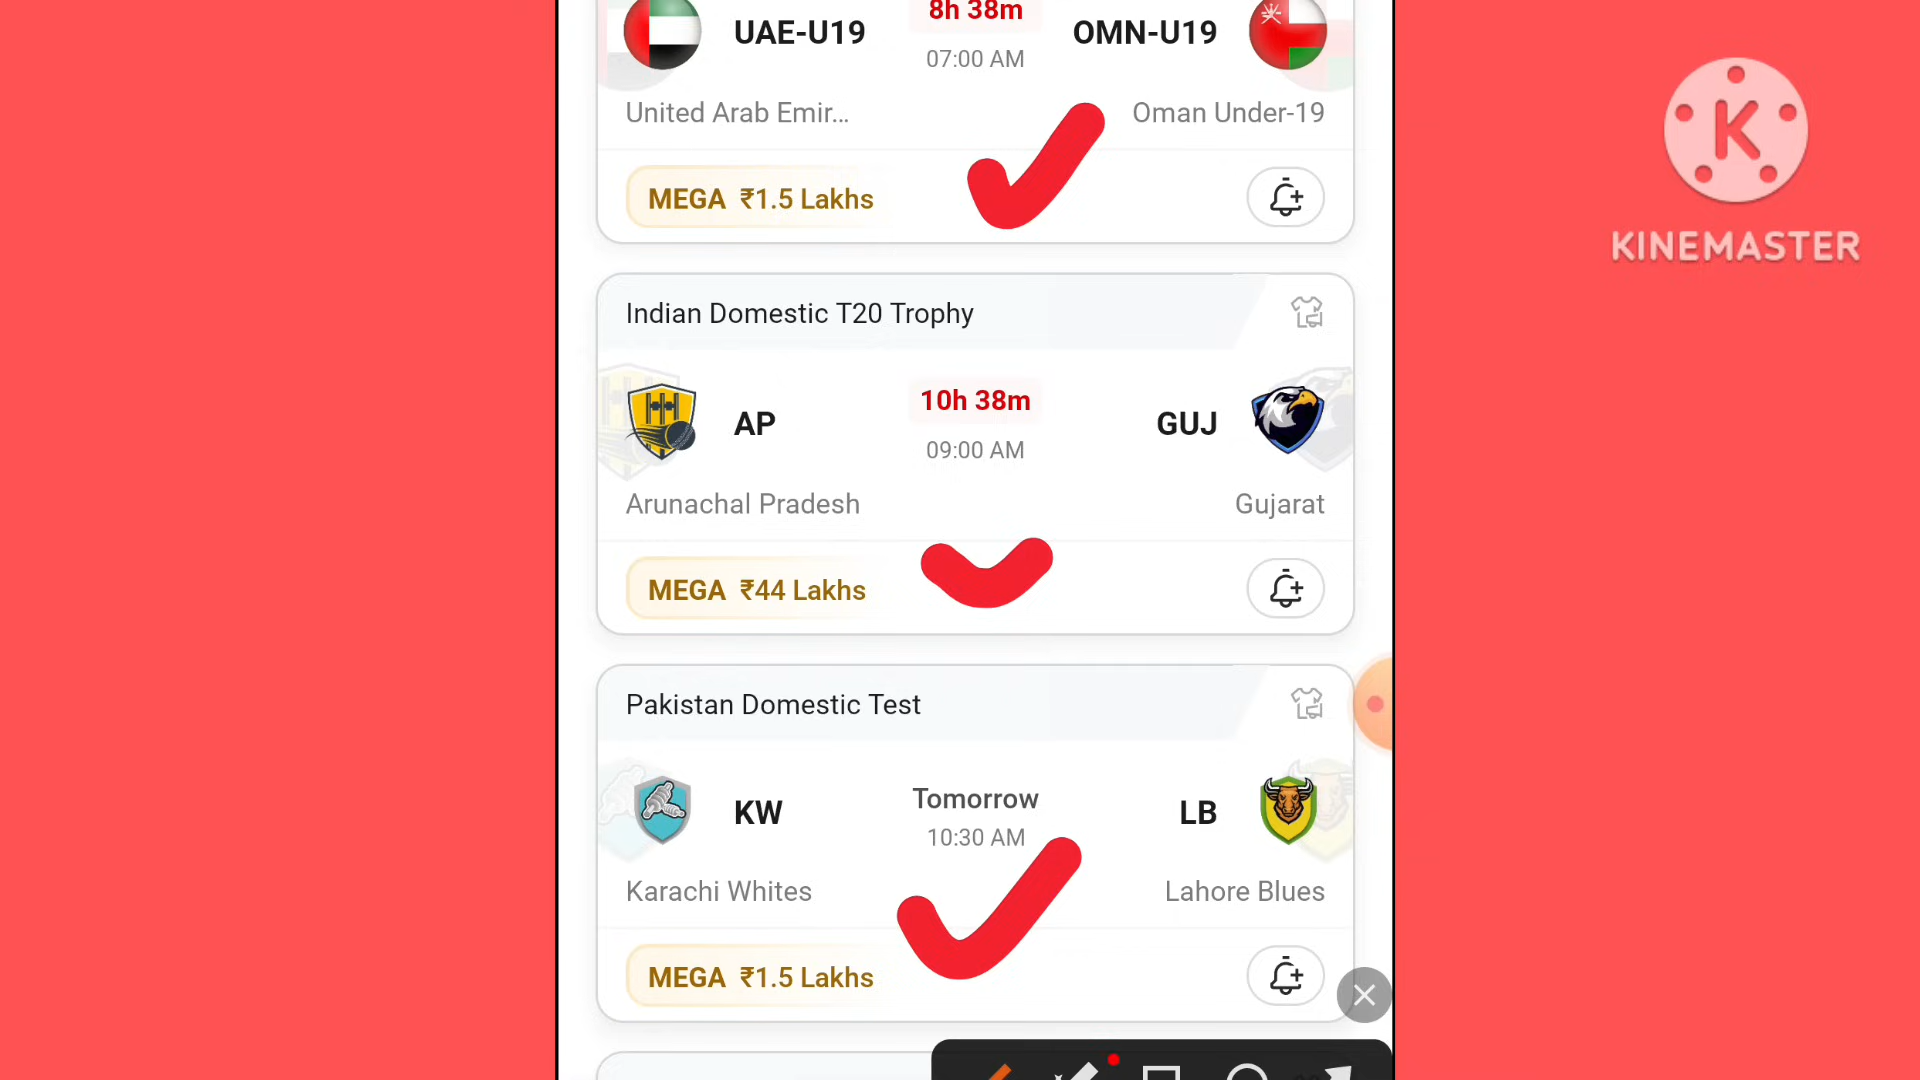 8h 38m
UAE-U19
OMN-U19
07:00 AM
United Arab Emir...
Oman Under-19
MEGA ₹1.5 Lakhs
Indian Domestic T20 Trophy
10h 38m
AP
GUJ
09:00 AM
Arunachal Pradesh
Gujarat
MEGA ₹44 Lakhs
Pakistan Domestic Test
Tomorrow
KW
LB
10:30 AM
Karachi Whites
Lahore Blues
MEGA ₹1.5 Lakhs
K
KINEMASTER